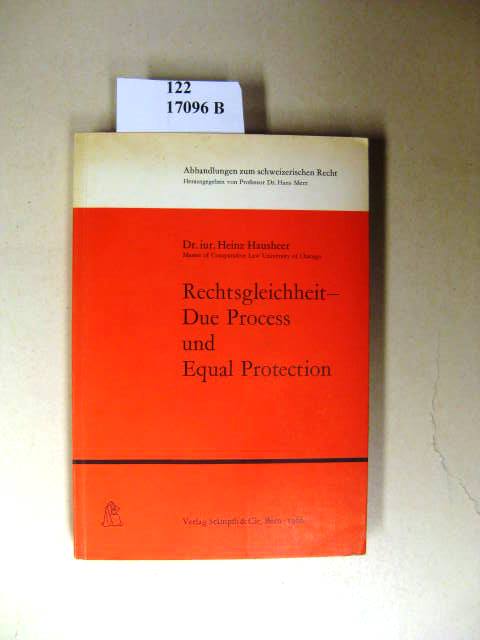 122
17096 B
Abhandlungen zum schweizerischen Recht
Herausgegeben von Professor Dr. Hans Merz
Dr. iur. Heinz Hausheer
Master of Comparative Law University of Chicago
Rechtsgleichheit–
Due Process
und
Equal Protection
Verlag Stämpfli & Cie, Bern · 1966